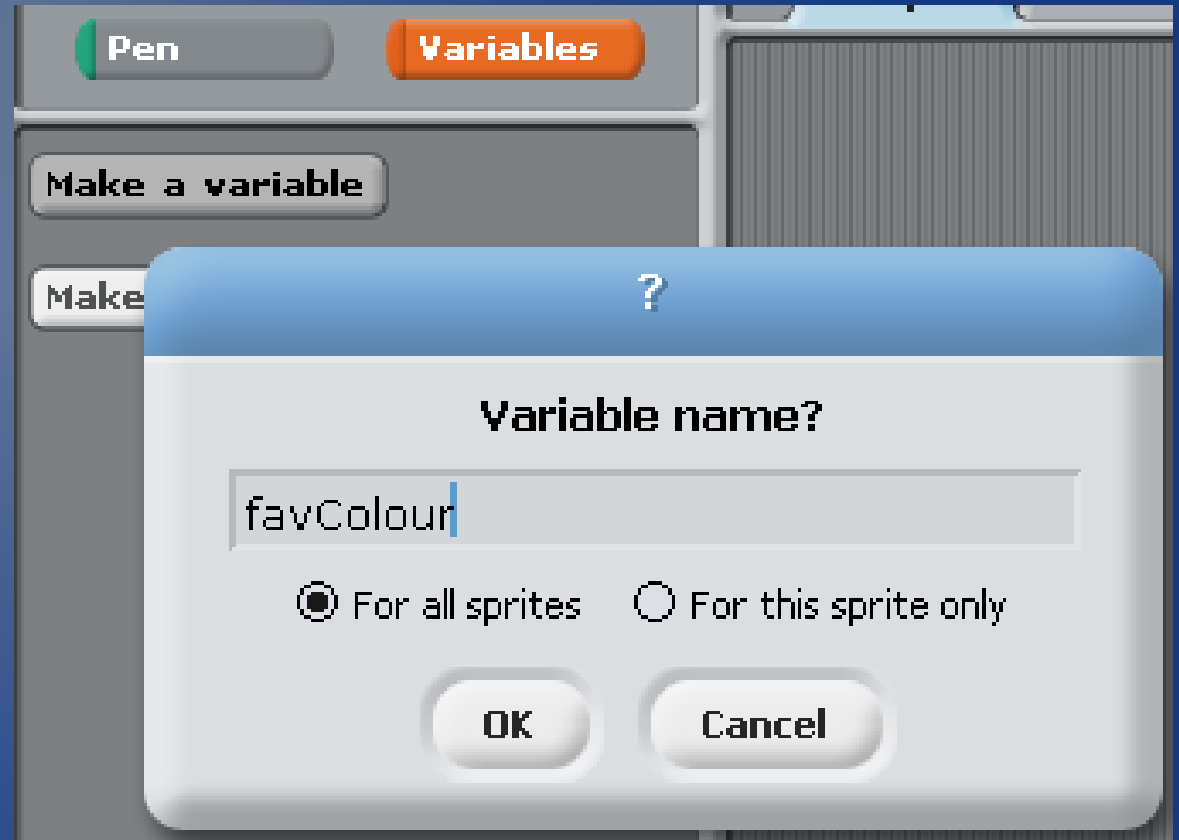 Pen Variables
Make a variable
Make
?
Variable name?
favColour
For all sprites For this sprite only
OK Cancel